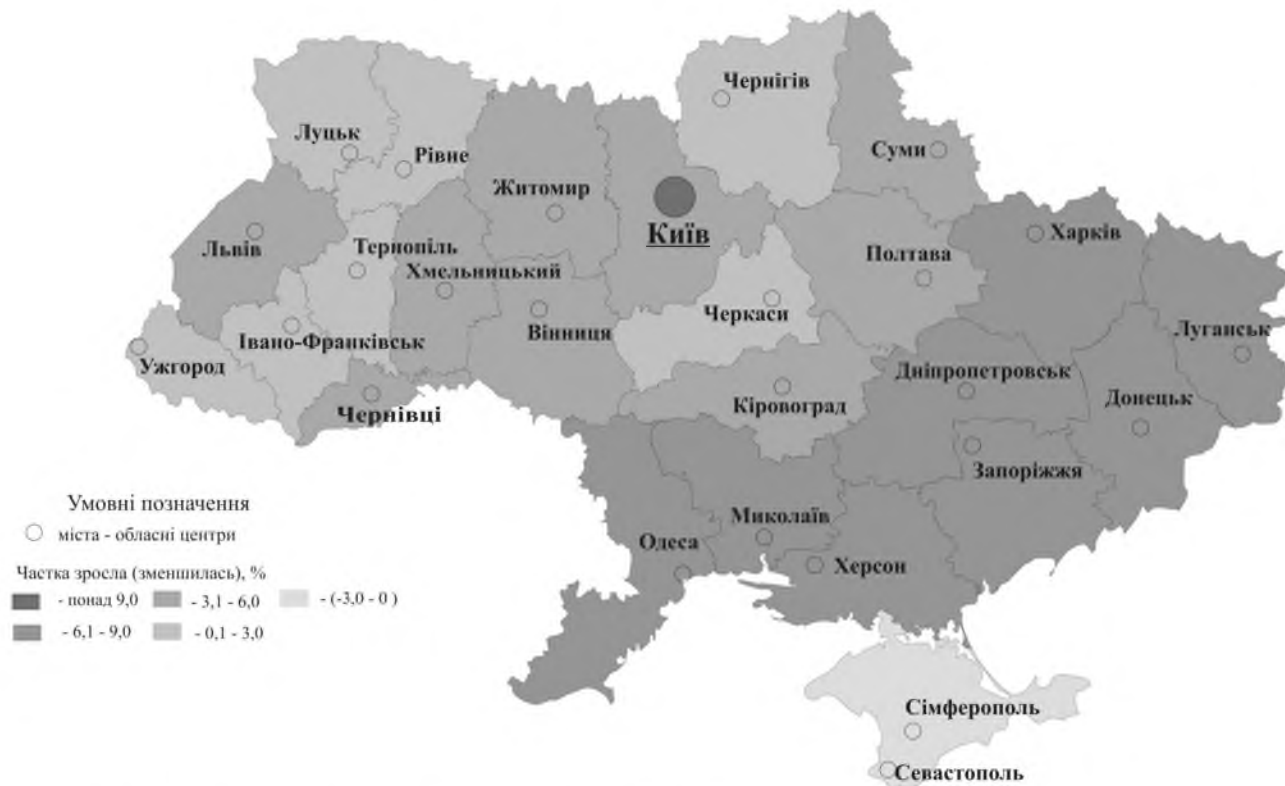 Чернігів
Луцьк
Рівне
Суми
Житомир
Київ
Львів
Тернопіль
Хмельницький
Полтава
Харків
Черкаси
Вінниця
Івано-Франківськ
Ужгород
Луганськ
Дніпропетровськ
Донецьк
Кіровоград
Чернівці
Запоріжжя
Умовні позначення
міста - обласні центри
Миколаїв
Одеса
Херсон
Частка зросла (зменшилась), %
- понад 9,0
- 3,1 - 6,0
- (-3,0 - 0 )
- 6,1 - 9,0
- 0,1 - 3,0
Сімферополь
Севастополь